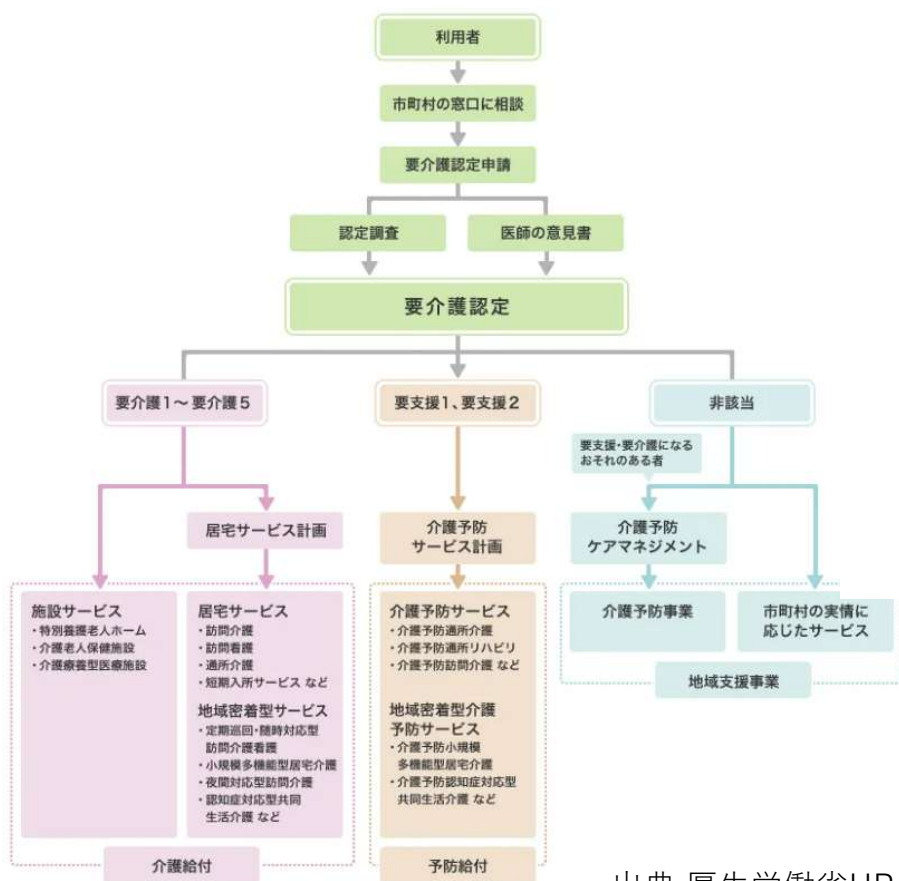 利用者
市町村の窓口に相談
要介護認定申請
認定調査
医師の意見書
要介護認定
要介護1～要介護5
要支援1、要支援2
非該当
要支援・要介護になる
おそれのある者
居宅サービス計画
介護予防
サービス計画
介護予防
ケアマネジメント
施設サービス
・特別養護老人ホーム
・介護老人保健施設
・介護療養型医療施設
居宅サービス
・訪問介護
・訪問看護
・通所介護
・短期入所サービス など
地域密着型サービス
・定期巡回・随時対応型
訪問介護看護
・小規模多機能型居宅介護
・夜間対応型訪問介護
・認知症対応型共同
生活介護 など
介護予防サービス
・介護予防通所介護
・介護予防通所リハビリ
・介護予防訪問介護 など
地域密着型介護
予防サービス
・介護予防小規模
多機能型居宅介護
・介護予防認知症対応型
共同生活介護 など
介護予防事業
市町村の実情に
応じたサービス
地域支援事業
介護給付
予防給付
出典 厚生労働省HP